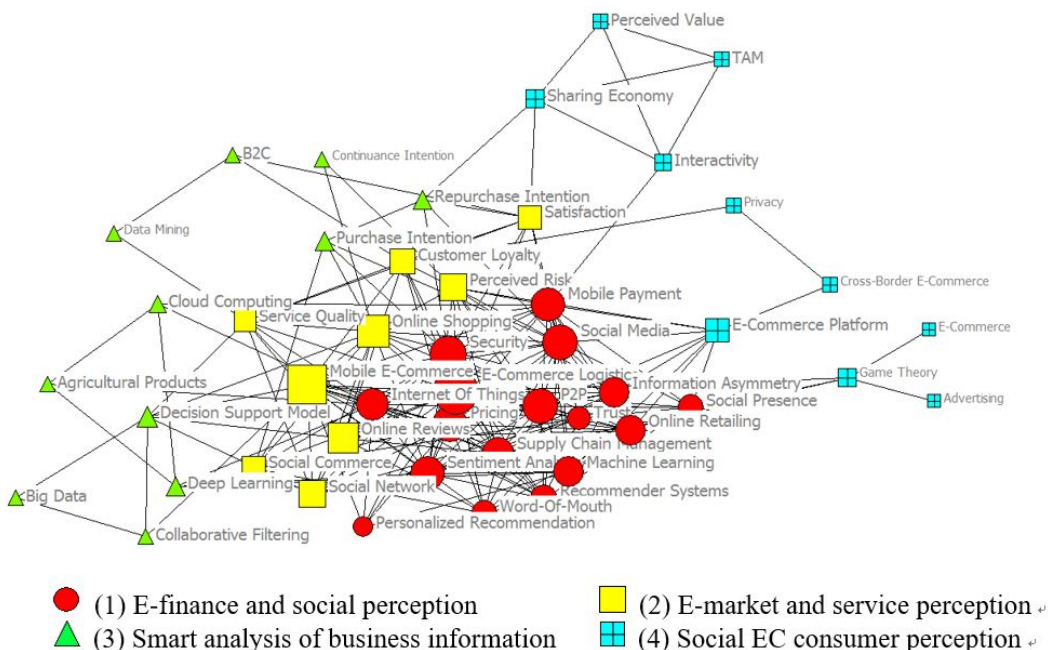 Perceived Value
TAM
Sharing Economy
B2C
Continuance Intention
Interactivity
Repurchase Intention
Privacy
Satisfaction
Data Mining
Purchase Intention
Customer Loyalty
Perceived Risk
Cross-Border E-Commerce
Cloud Computing
Mobile Payment
Service Quality
Online Shopping
Social Media
E-Commerce Platform
E-Commerce
Security
Mobile E-Commerce
E-Commerce Logistic
Game Theory
Agricultural Products
Internet Of Things
P2P
Information Asymmetry
Social Presence
Advertising
Decision Support Model
Pricing
Trust
Online Retailing
Online Reviews
Supply Chain Management
Social Commerce
Sentiment Analy
Machine Learning
Deep Learning
Social Network
Recommender Systems
Big Data
Word-Of-Mouth
Personalized Recommendation
Collaborative Filtering
(1) E-finance and social perception
(2) E-market and service perception
(3) Smart analysis of business information
(4) Social EC consumer perception